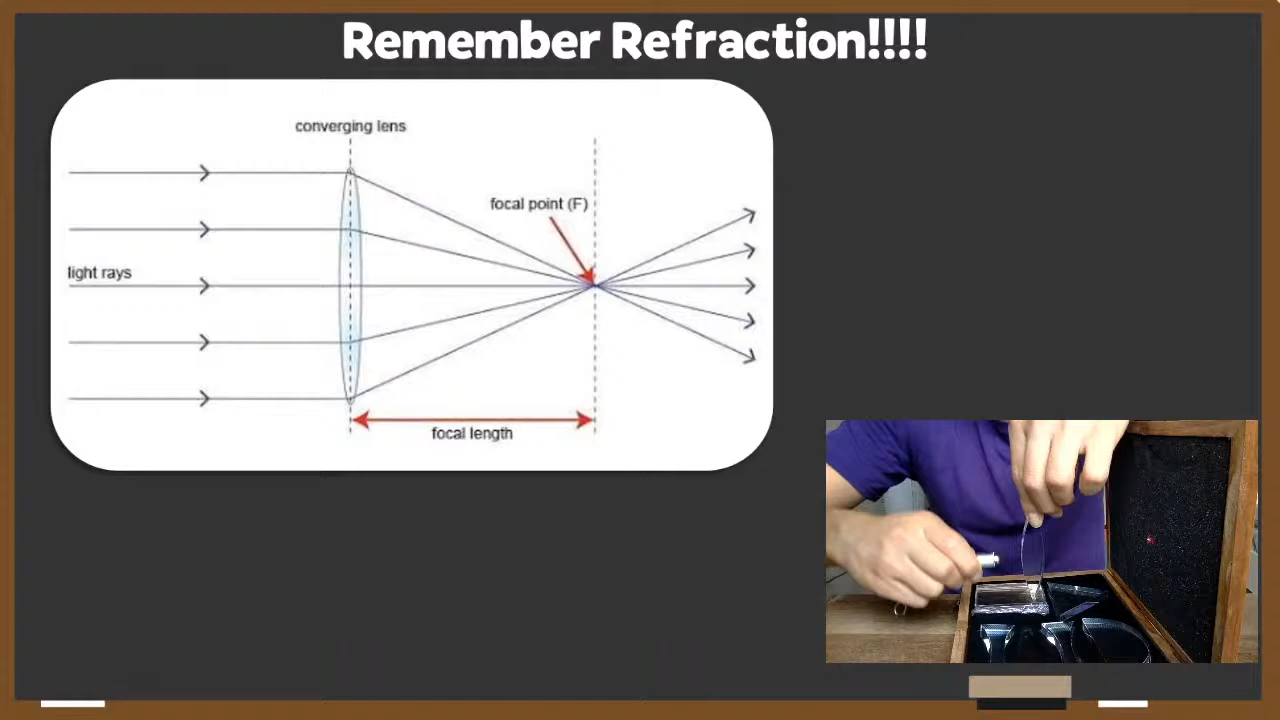 Remember Refraction!!!!
converging lens
focal point (F)
light rays
focal length